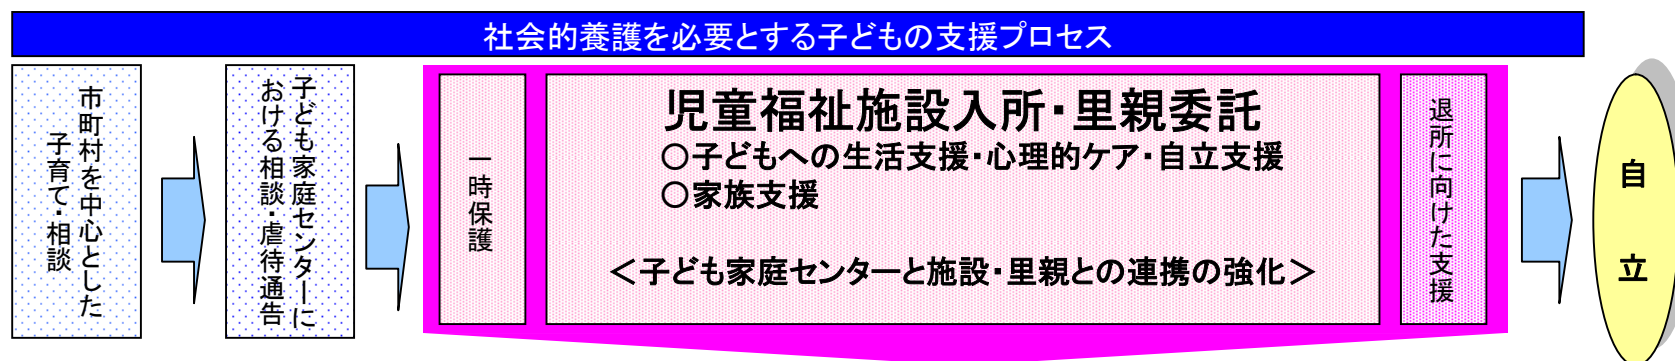 社会的養護を必要とする子どもの支援プロセス
市町村を中心とした
子育て・相談
子ども家庭センターに
おける相談・虐待通告
一時保護
児童福祉施設入所・里親委託
○子どもへの生活支援・心理的ケア・自立支援
○家族支援
＜子ども家庭センターと施設・里親との連携の強化＞
退所に向けた支援
自立